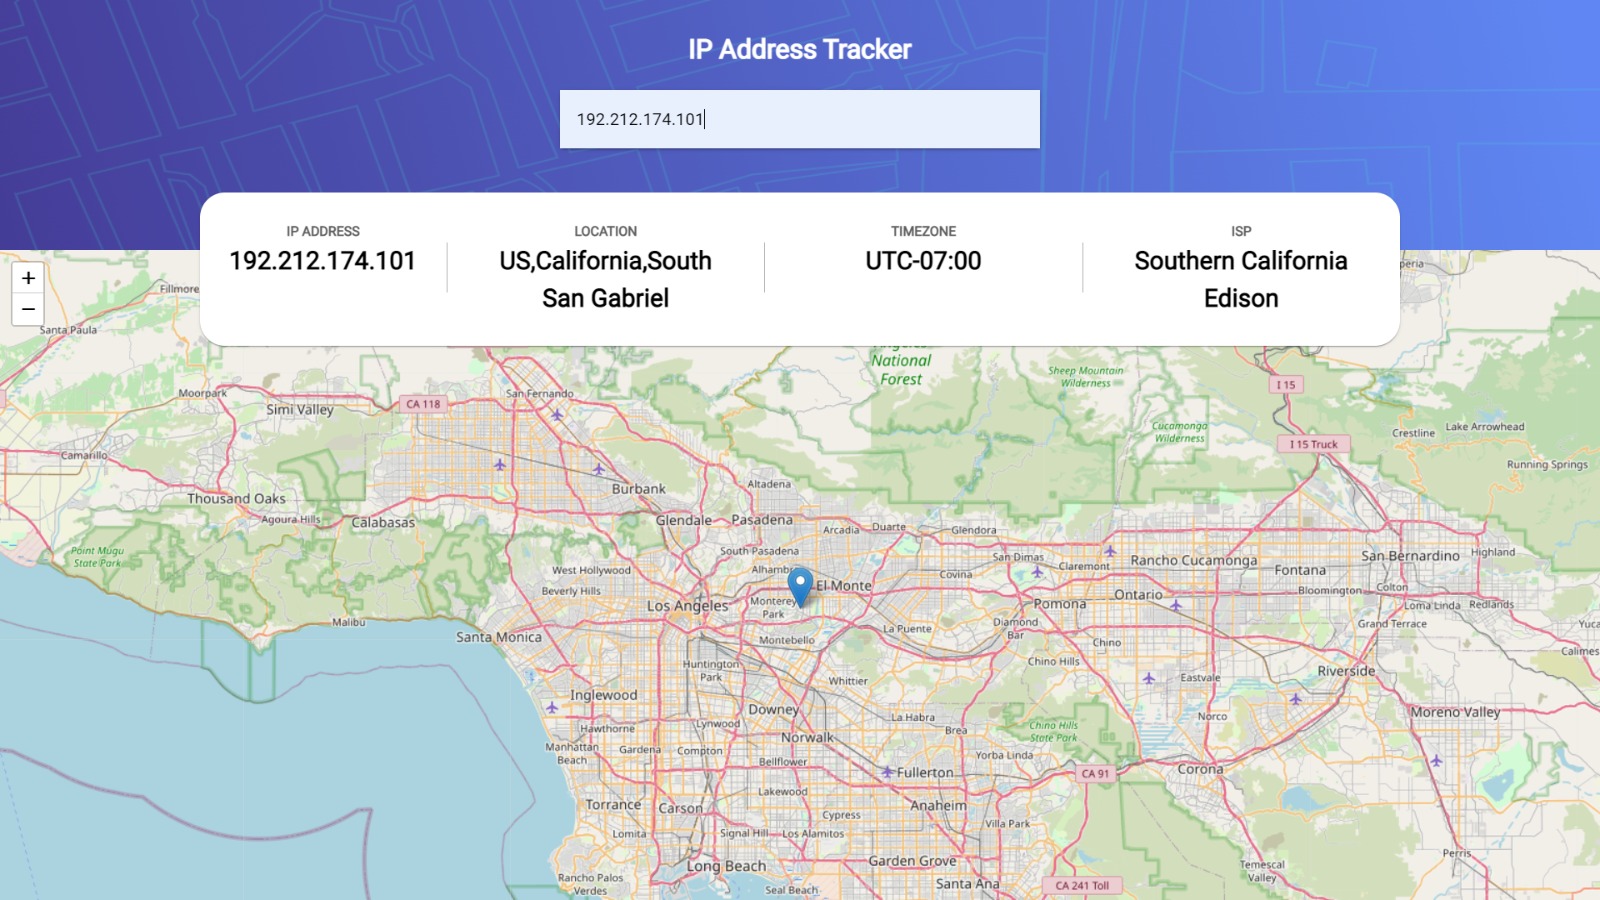 IP Address Tracker
192.212.174.101
IP ADDRESS
192.212.174.101
LOCATION
US,California,South
San Gabriel
TIMEZONE
UTC-07:00
ISP
Southern California
Edison
+
−
Fillmore
Santa Paula
National
Forest
Sheep Mountain
Wilderness
I 15
Moorpark
Simi Valley
CA 118
San Fernando
Cucamonga
Wilderness
I 15 Truck
Crestline
Lake Arrowhead
Running Springs
Camarillo
Thousand Oaks
Agoura Hills
Calabasas
Burbank
Altadena
Glendale
Pasadena
Arcadia
Duarte
Glendora
South Pasadena
San Dimas
Claremont
Rancho Cucamonga
Fontana
San Bernardino
Highland
Point Mugu
State Park
West Hollywood
Beverly Hills
El Monte
Covina
Los Angeles
Monterey
Park
Pomona
Ontario
Bloomington
Colton
Loma Linda
Redlands
Grand Terrace
Malibu
Santa Monica
Montebello
La Puente
Diamond
Bar
Chino
Huntington
Park
Whittier
Chino Hills
Eastvale
Riverside
Inglewood
Downey
Lynwood
La Habra
Brea
Chino Hills
State Park
Norco
Moreno Valley
Hawthorne
Norwalk
Manhattan
Beach
Gardena
Compton
Bellflower
Yorba Linda
Fullerton
CA 91
Corona
Torrance
Carson
Lakewood
Cypress
Anaheim
Villa Park
Lomita
Signal Hill
Los Alamitos
Long Beach
Garden Grove
Perris
Temescal
Valley
Rancho Palos
Verdes
Seal Beach
Santa Ana
CA 241 Toll